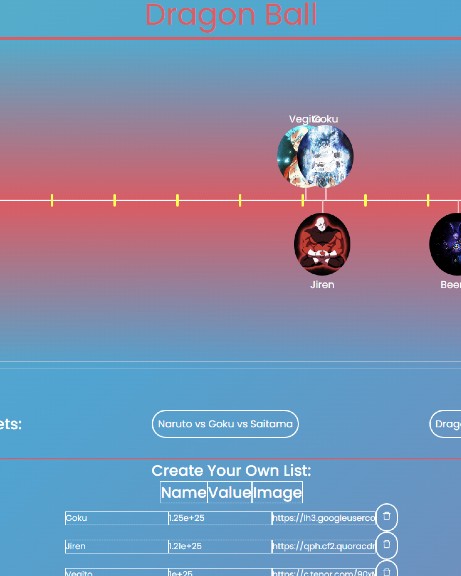 Dragon Ball
Vegito Goku
Jiren
Beer
ets:
Naruto vs Goku vs Saitama
Drag
Create Your Own List:
Name Value Image
Goku 1.25e+25 https://lh3.googleuserco
Jiren 1.21e+25 https://qph.cf2.quoracdn
Vegito 1e+25 https://c.tenor.com/90xM